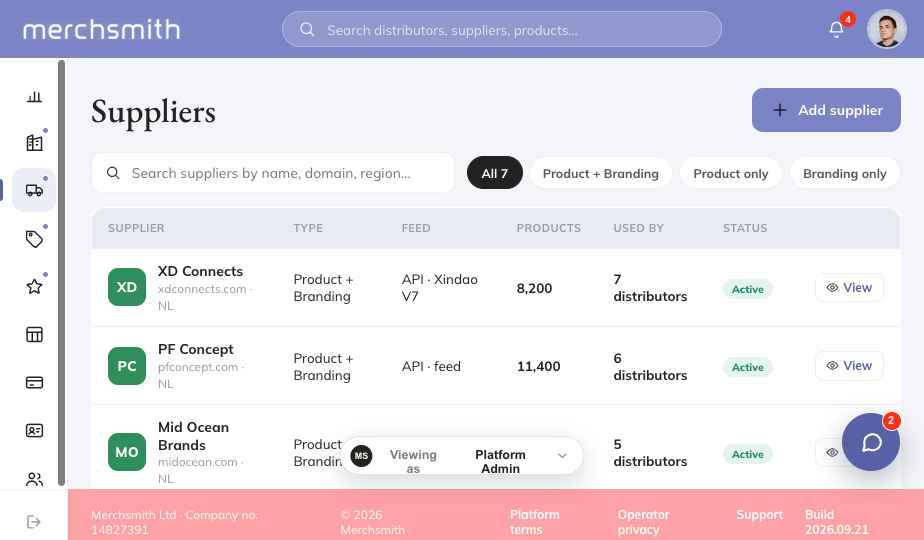 merchsmith
Search distributors, suppliers, products...
4
Suppliers
Add supplier
Search suppliers by name, domain, region...
All 7
Product + Branding
Product only
Branding only
SUPPLIER TYPE FEED PRODUCTS USED BY STATUS
XD
XD Connects
xdconnects.com ·
NL
Product +
Branding
API · Xindao
V7
8,200
7
distributors
Active
View
PC
PF Concept
pfconcept.com ·
NL
Product +
Branding
API · feed
11,400
6
distributors
Active
View
MO
Mid Ocean
Brands
midocean.com ·
NL
5
distributors
Active
MS
Viewing
as
Platform
Admin
2
Merchsmith Ltd · Company no.
14827391
© 2026
Merchsmith
Platform
terms
Operator
privacy
Support
Build
2026.09.21